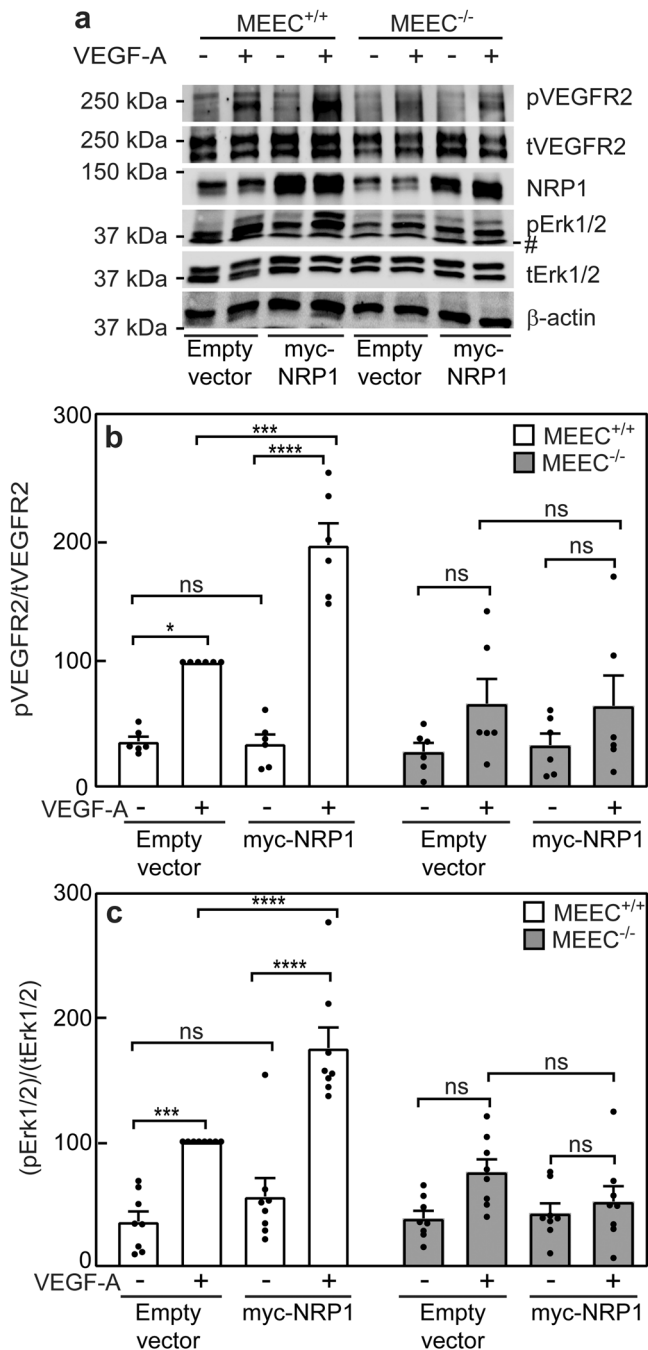 a
MEEC+/+ MEEC-/-
VEGF-A - + - + - + - +
250 kDa pVEGFR2
250 kDa tVEGFR2
150 kDa NRP1
pErk1/2
37 kDa #
37 kDa tErk1/2
β-actin
37 kDa
Empty vector myc-NRP1 Empty vector myc-NRP1
b
300
200
100
0
pVEGFR2/tVEGFR2
MEEC+/+
MEEC-/-
***
****
ns
*
ns
ns
ns
VEGF-A - + - + - + - +
Empty vector myc-NRP1 Empty vector myc-NRP1
c
300
200
100
0
(pErk1/2)/(tErk1/2)
MEEC+/+
MEEC-/-
****
****
ns
***
ns
ns
ns
VEGF-A - + - + - + - +
Empty vector myc-NRP1 Empty vector myc-NRP1